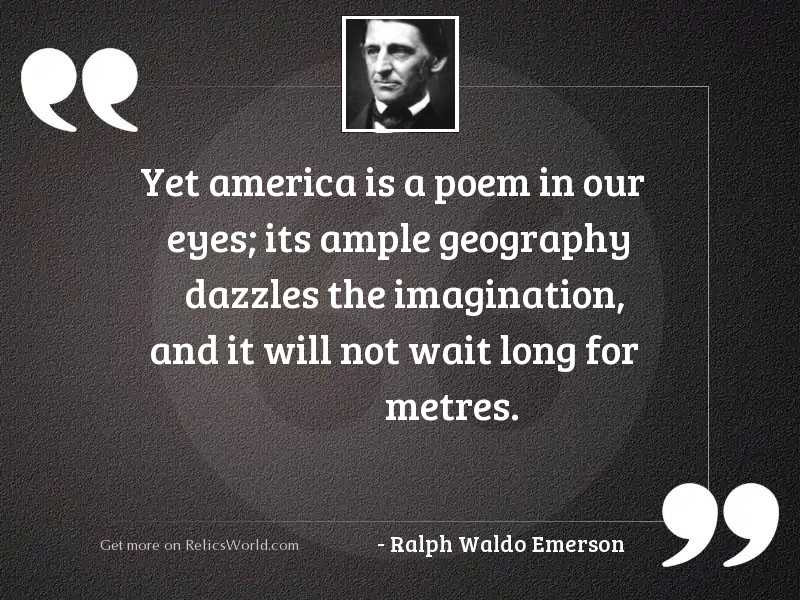 Yet america is a poem in our
eyes; its ample geography
dazzles the imagination,
and it will not wait long for
metres.
Get more on RelicsWorld.com
- Ralph Waldo Emerson